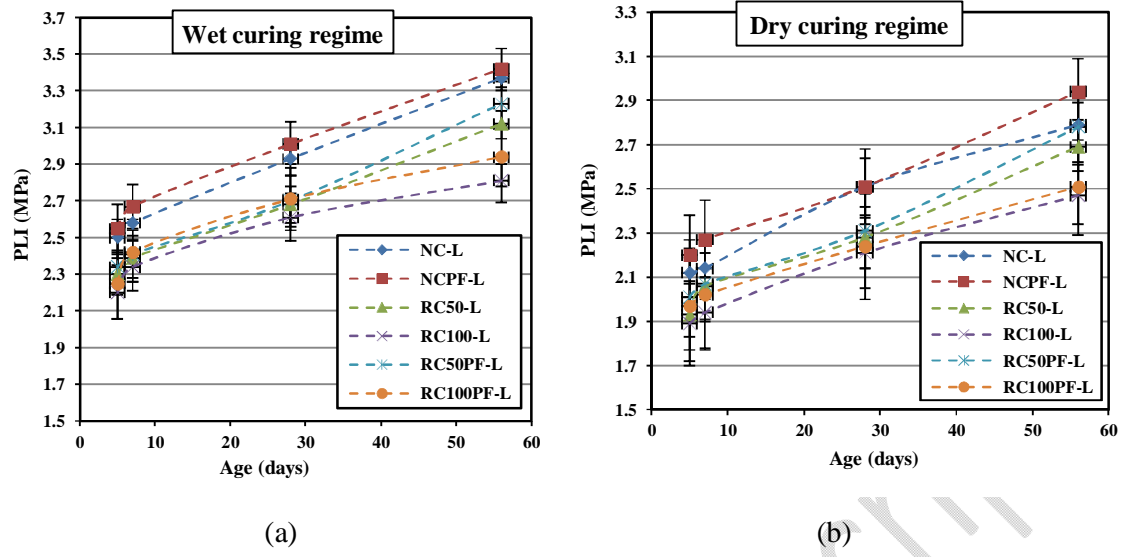 Wet curing regime
PLI (MPa)
3.7
3.5
3.3
3.1
2.9
2.7
2.5
2.3
2.1
1.9
1.7
1.5
NC-L
NCPF-L
RC50-L
RC100-L
RC50PF-L
RC100PF-L
0 10 20 30 40 50 60
Age (days)
(a)
Dry curing regime
PLI (MPa)
3.3
3.1
2.9
2.7
2.5
2.3
2.1
1.9
1.7
1.5
NC-L
NCPF-L
RC50-L
RC100-L
RC50PF-L
RC100PF-L
0 10 20 30 40 50 60
Age (days)
(b)